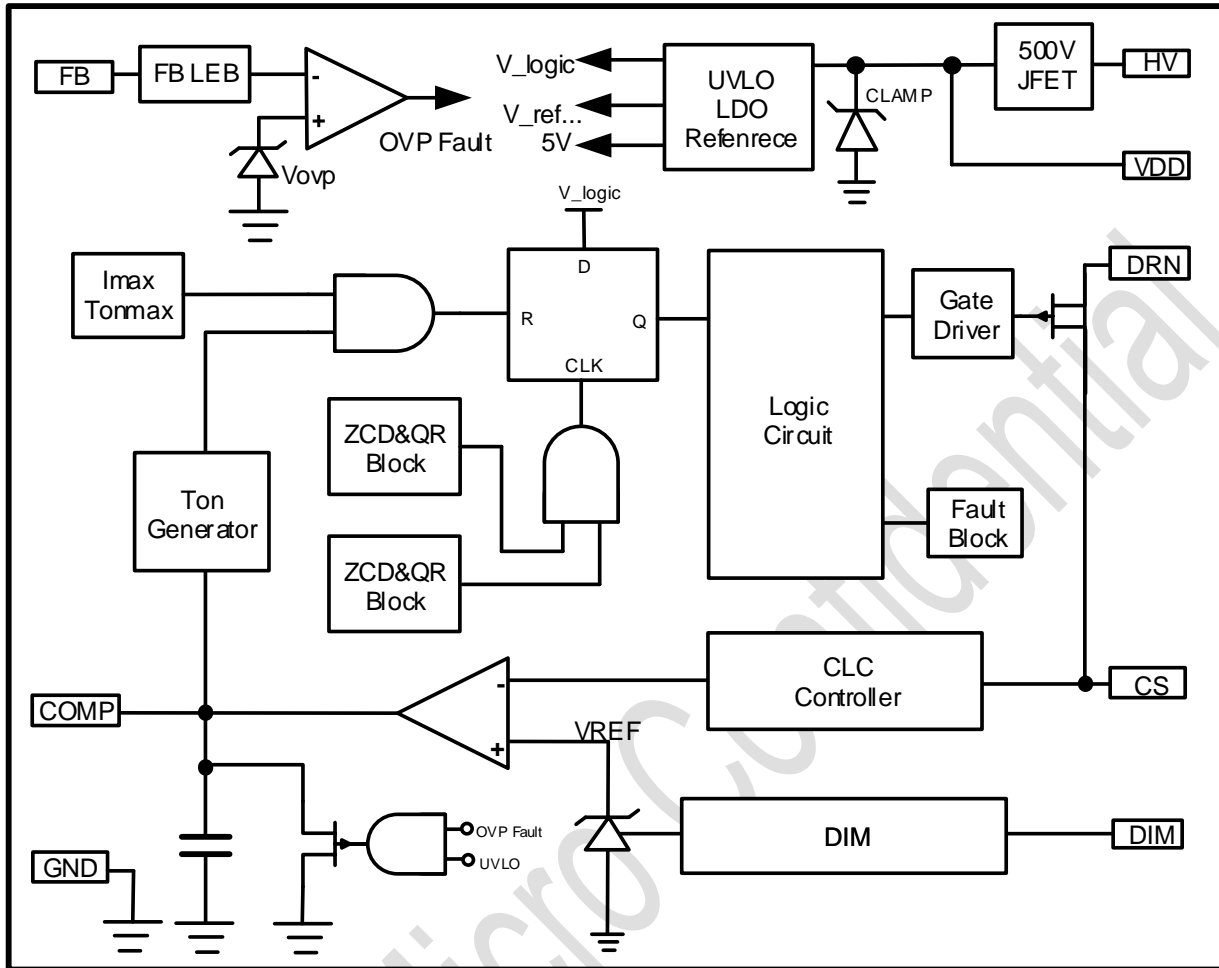 FB
FB LEB
-
+
Vovp
OVP Fault
V_logic
V_ref...
5V
UVLO
LDO
Refenrece
CLAMP
500V
JFET
HV
VDD
V_logic
Imax
Tonmax
D
R
Q
CLK
Logic
Circuit
Gate
Driver
DRN
ZCD&QR
Block
Ton
Generator
ZCD&QR
Block
Fault
Block
COMP
-
+
VREF
CLC
Controller
CS
OVP Fault
UVLO
DIM
DIM
GND
Micro Confidential